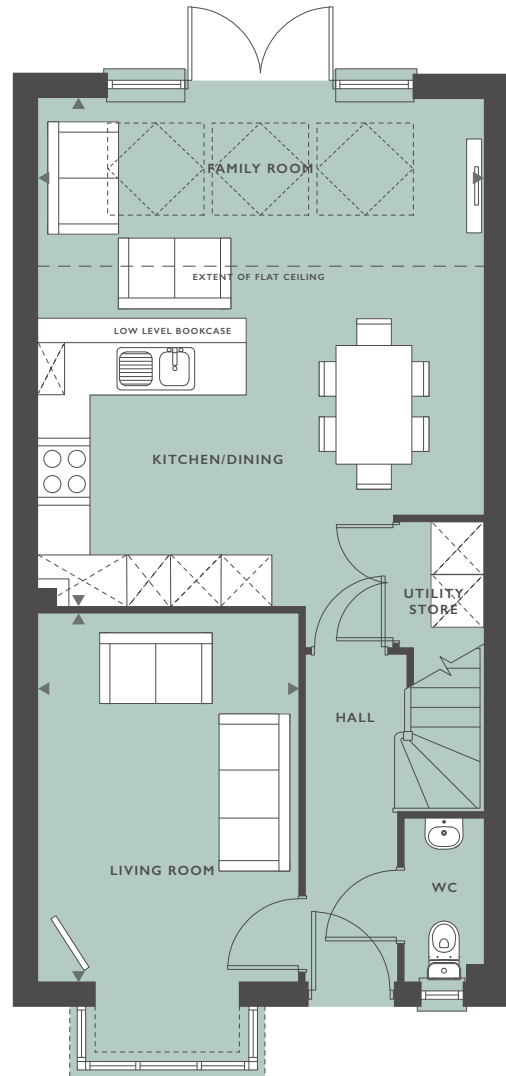 FAMILY ROOM
EXTENT OF FLAT CEILING
LOW LEVEL BOOKCASE
KITCHEN/DINING
UTILITY
STORE
HALL
LIVING ROOM
WC